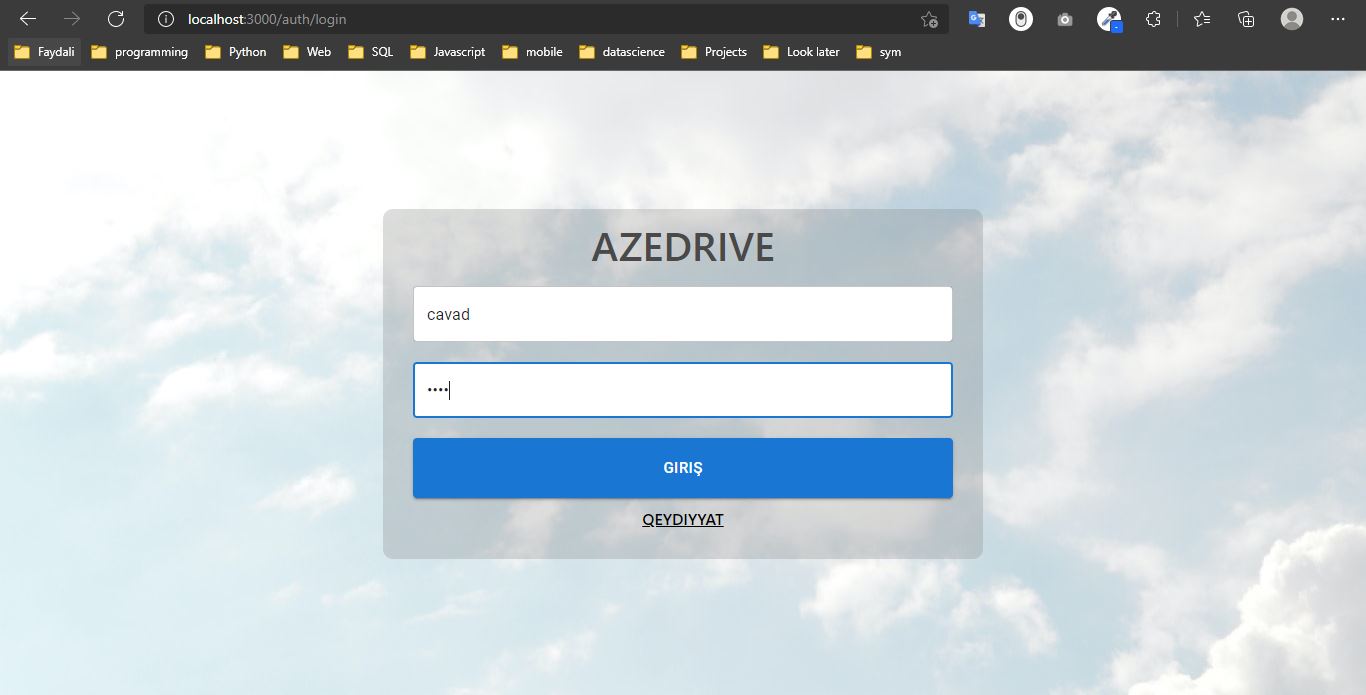 localhost:3000/auth/login
Faydali programming Python Web SQL Javascript mobile datascience Projects Look later sym
AZEDRIVE
cavad
••••
GIRIŞ
QEYDIYYAT